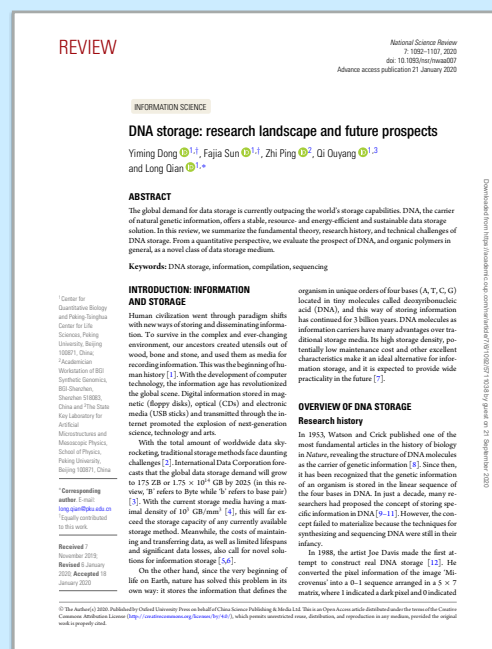 REVIEW
National Science Review
7: 1092–1107, 2020
doi: 10.1093/nsr/nwaa007
Advance access publication 21 January 2020
INFORMATION SCIENCE
DNA storage: research landscape and future prospects
Yiming Dong 1,†, Fajia Sun 1,†, Zhi Ping 2, Qi Ouyang 1,3
and Long Qian 1,∗
ABSTRACT
The global demand for data storage is currently outpacing the world's storage capabilities. DNA, the carrier
of natural genetic information, offers a stable, resource- and energy-efficient and sustainable data storage
solution. In this review, we summarize the fundamental theory, research history, and technical challenges of
DNA storage. From a quantitative perspective, we evaluate the prospect of DNA, and organic polymers in
general, as a novel class of data storage medium.
Keywords: DNA storage, information, compilation, sequencing
1Center for
Quantitative Biology
and Peking-Tsinghua
Center for Life
Sciences, Peking
University, Beijing
100871, China;
2Academician
Workstation of BGI
Synthetic Genomics,
BGI-Shenzhen,
Shenzhen 518083,
China and 3The State
Key Laboratory for
Artificial
Microstructures and
Mesoscopic Physics,
School of Physics,
Peking University,
Beijing 100871, China
∗Corresponding
author. E-mail:
long.qian@pku.edu.cn
†Equally contributed
to this work.
Received 7
November 2019;
Revised 6 January
2020; Accepted 16
January 2020
INTRODUCTION: INFORMATION
AND STORAGE
Human civilization went through paradigm shifts
with new ways of storing and disseminating informa-
tion. To survive in the complex and ever-changing
environment, our ancestors created utensils out of
wood, bone and stone, and used them as media for
recording information. This was the beginning of hu-
man history [1]. With the development of computer
technology, the information age has revolutionized
the global scene. Digital information stored in mag-
netic (floppy disks), optical (CDs) and electronic
media (USB sticks) and transmitted through the in-
ternet promoted the explosion of next-generation
science, technology and arts.
With the total amount of worldwide data sky-
rocketing, traditional storage methods face daunting
challenges [2]. International Data Corporation fore-
casts that the global data storage demand will grow
to 175 ZB or 1.75 × 10¹⁴ GB by 2025 (in this re-
view, 'B' refers to Byte while 'b' refers to base pair)
[3]. With the current storage media having a max-
imal density of 10³ GB/mm³ [4], this will far ex-
ceed the storage capacity of any currently available
storage method. Meanwhile, the costs of maintain-
ing and transferring data, as well as limited lifespans
and significant data losses, also call for novel solu-
tions for information storage [5,6].
On the other hand, since the very beginning of
life on Earth, nature has solved this problem in its
own way: it stores the information that defines the
organism in unique orders of four bases (A, T, C, G)
located in tiny molecules called deoxyribonucleic
acid (DNA), and this way of storing information
has continued for 3 billion years. DNA molecules as
information carriers have many advantages over tra-
ditional storage media. Its high storage density, po-
tentially low maintenance cost and other excellent
characteristics make it an ideal alternative for infor-
mation storage, and it is expected to provide wide
practicality in the future [7].
OVERVIEW OF DNA STORAGE
Research history
In 1953, Watson and Crick published one of the
most fundamental articles in the history of biology
in Nature, revealing the structure of DNA molecules
as the carrier of genetic information [8]. Since then,
it has been recognized that the genetic information
of an organism is stored in the linear sequence of
the four bases in DNA. In just a decade, many re-
searchers had proposed the concept of storing spe-
cific information in DNA [9–11]. However, the con-
cept failed to materialize because the techniques for
synthesizing and sequencing DNA were still in their
infancy.
In 1988, the artist Joe Davis made the first at-
tempt to construct real DNA storage [12]. He
converted the pixel information of the image 'Mi-
crovenus' into a 0–1 sequence arranged in a 5 × 7
matrix, where 1 indicated a dark pixel and 0 indicated
© The Author(s) 2020. Published by Oxford University Press on behalf of China Science Publishing & Media Ltd. This is an Open Access article distributed under the terms of the Creative
Commons Attribution License (http://creativecommons.org/licenses/by/4.0/), which permits unrestricted reuse, distribution, and reproduction in any medium, provided the original
work is properly cited.
Downloaded from https://academic.oup.com/nsr/article/7/6/1092/5711038 by guest on 21 September 2020